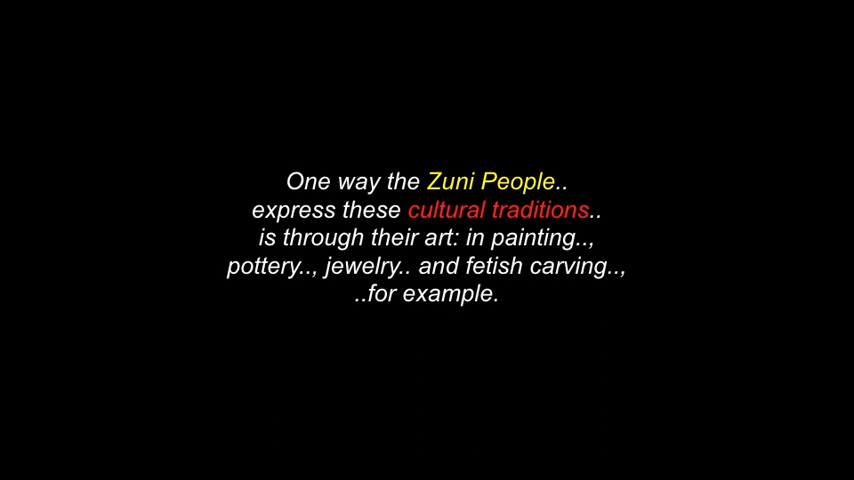 One way the Zuni People..
express these cultural traditions..
is through their art: in painting..,
pottery.., jewelry.. and fetish carving..,
..for example.